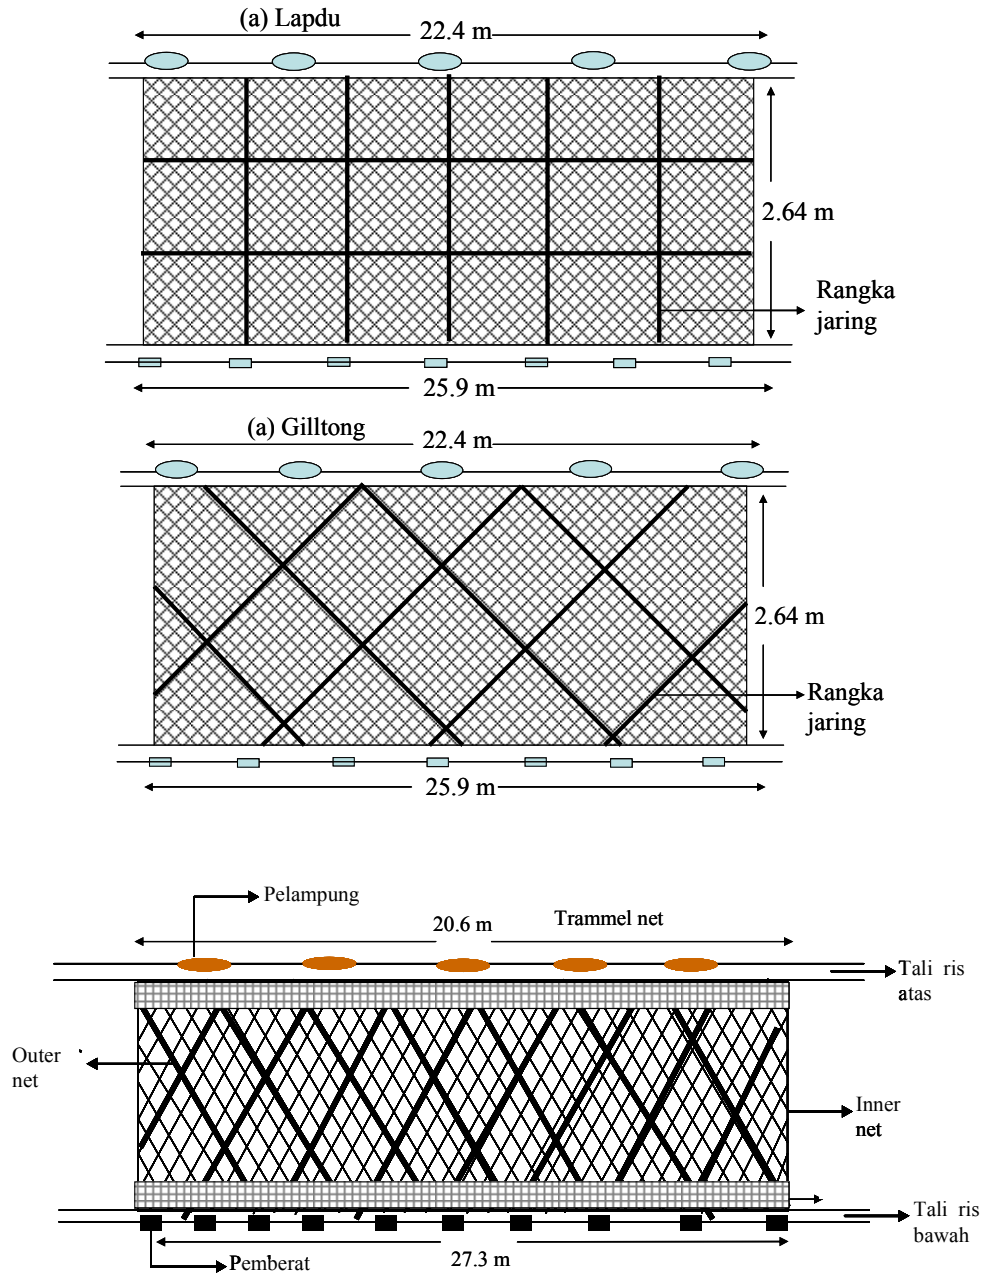 (a) Lapdu
22.4 m
2.64 m
Rangka
jaring
25.9 m
(a) Gilltong
22.4 m
2.64 m
Rangka
jaring
25.9 m
Pelampung
20.6 m
Trammel net
Tali ris
atas
Outer
net
Inner
net
Tali ris
bawah
27.3 m
Pemberat